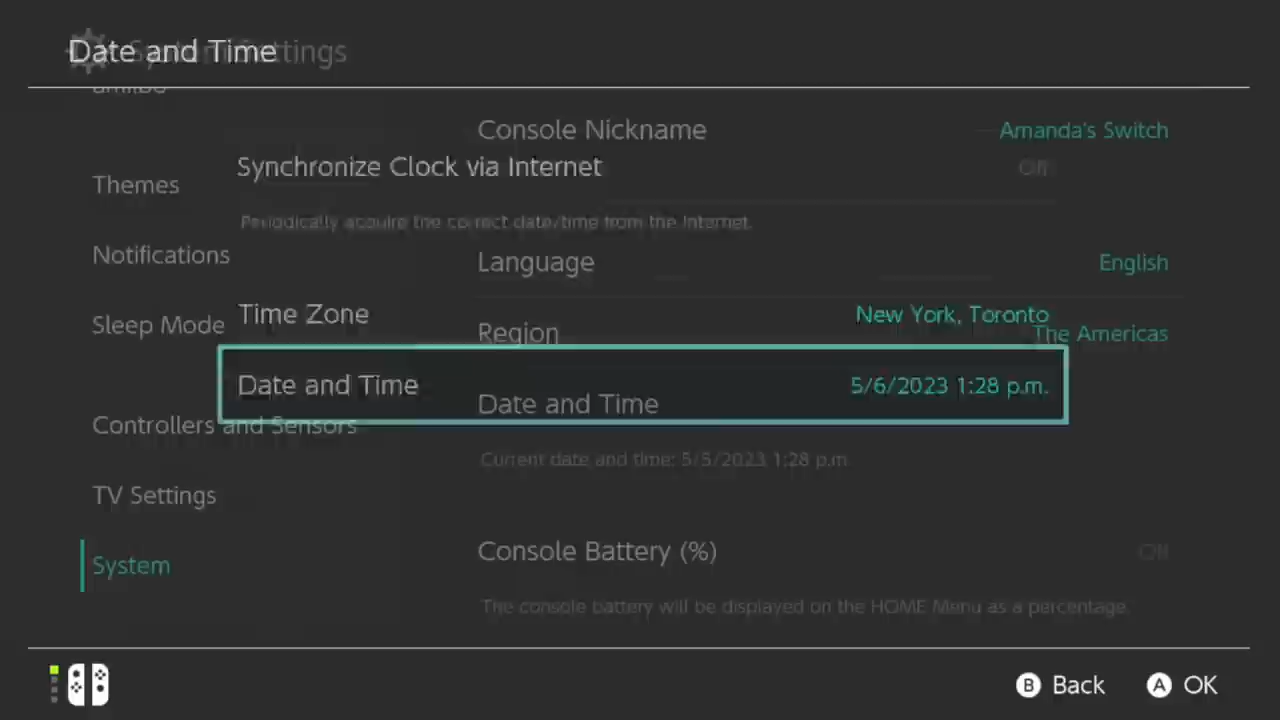 Date and Time
System Settings
amiibo
Console Nickname Amanda's Switch
Synchronize Clock via Internet Off
Themes
Periodically acquire the correct date/time from the Internet.
Notifications
Language English
Time Zone New York, Toronto
Sleep Mode
Region The Americas
Date and Time 5/6/2023 1:28 p.m.
Date and Time
Controllers and Sensors
Current date and time: 5/5/2023 1:28 p.m.
TV Settings
Console Battery (%) Off
System
The console battery will be displayed on the HOME Menu as a percentage.
B Back A OK